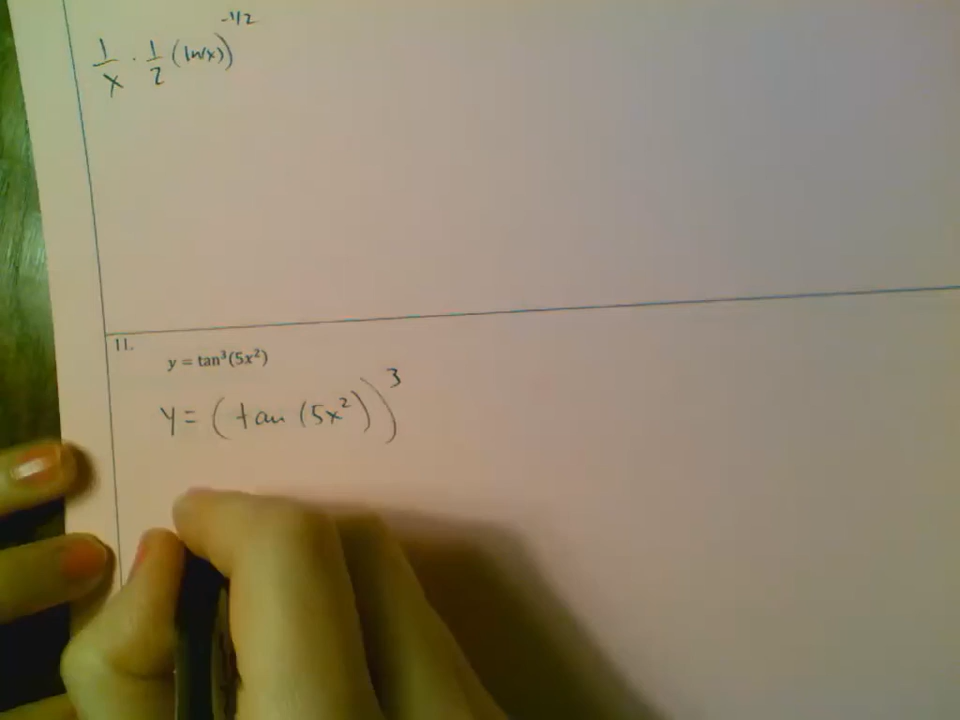 1/x · 1/2 (ln(x))^-1/2
11.
y = tan³(5x²)
y = (tan (5x²))³